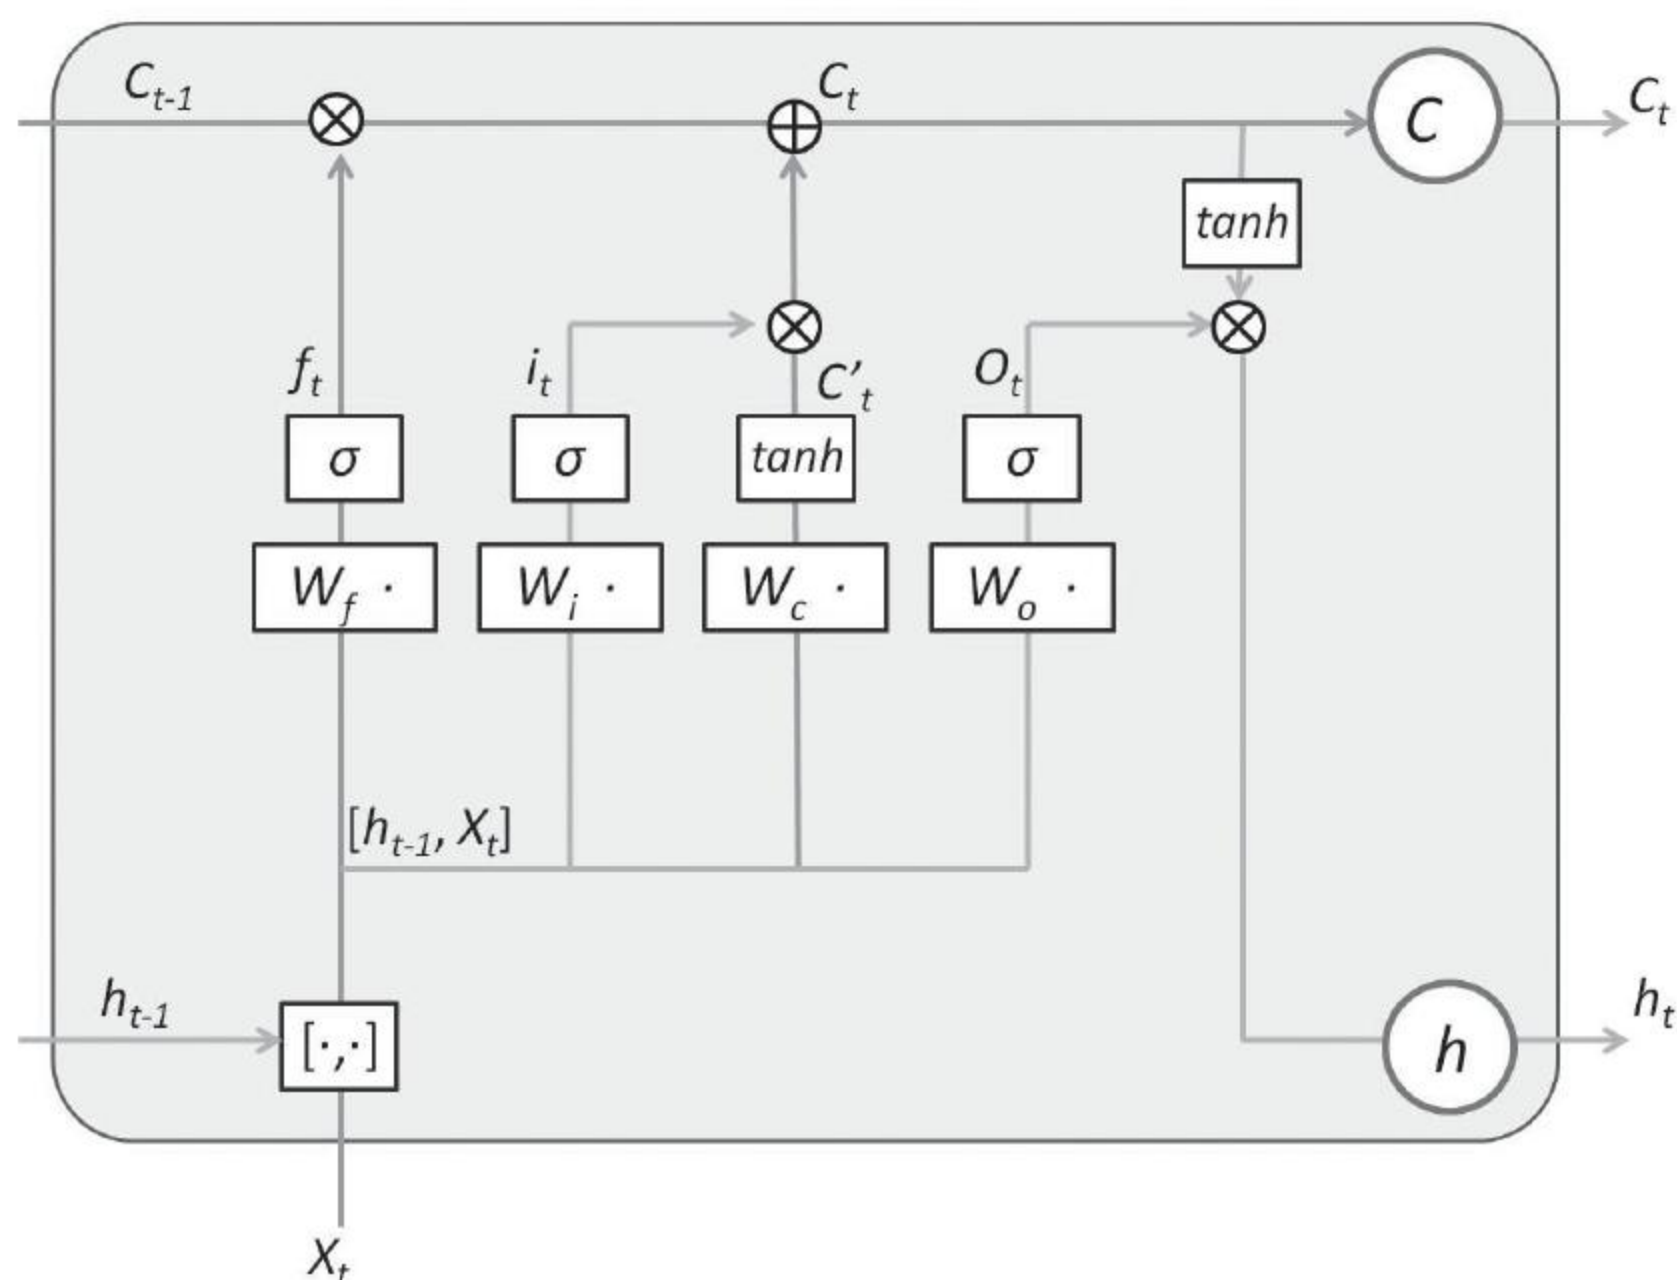 C_{t-1}
C_t
C
C_t
tanh
f_t
i_t
C'_t
O_t
σ
σ
tanh
σ
W_f ·
W_i ·
W_c ·
W_o ·
[h_{t-1}, X_t]
h_{t-1}
[·,·]
h
h_t
X_t